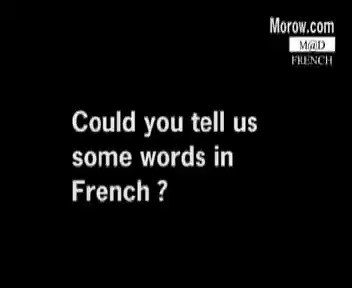 Morow.com
M@D
FRENCH
Could you tell us
some words in
French ?